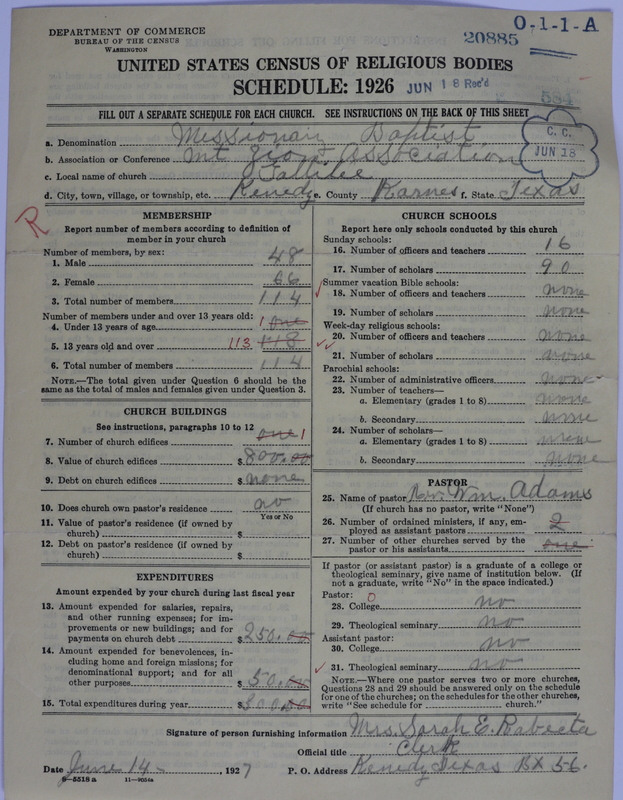 DEPARTMENT OF COMMERCE
BUREAU OF THE CENSUS
WASHINGTON
O-1-1-A
20885
UNITED STATES CENSUS OF RELIGIOUS BODIES
SCHEDULE: 1926
JUN 18 Rec'd
584
FILL OUT A SEPARATE SCHEDULE FOR EACH CHURCH. SEE INSTRUCTIONS ON THE BACK OF THIS SHEET
C. C.
JUN 18
a. Denomination Missionary Baptist
b. Association or Conference Mt Zion Association
c. Local name of church
d. City, town, village, or township, etc. Kenedy e. County Karnes f. State Texas
R
MEMBERSHIP
Report number of members according to definition of
member in your church
Number of members, by sex:
1. Male 48
2. Female 66
3. Total number of members 114
Number of members under and over 13 years old:
4. Under 13 years of age 1 one
5. 13 years old and over 113 118
6. Total number of members 114
NOTE.—The total given under Question 6 should be the
same as the total of males and females given under Question 3.
CHURCH BUILDINGS
See instructions, paragraphs 10 to 12
7. Number of church edifices one 1
8. Value of church edifices $ 800.00
9. Debt on church edifices $ none
10. Does church own pastor's residence no
Yes or No
11. Value of pastor's residence (if owned by
church) $
12. Debt on pastor's residence (if owned by
church) $
EXPENDITURES
Amount expended by your church during last fiscal year
13. Amount expended for salaries, repairs,
and other running expenses; for im-
provements or new buildings; and for
payments on church debt $ 250.00
14. Amount expended for benevolences, in-
cluding home and foreign missions; for
denominational support; and for all
other purposes $ 50.00
15. Total expenditures during year $ 300.00
CHURCH SCHOOLS
Report here only schools conducted by this church
Sunday schools:
16. Number of officers and teachers 16
17. Number of scholars 90
Summer vacation Bible schools:
18. Number of officers and teachers none
19. Number of scholars none
Week-day religious schools:
20. Number of officers and teachers none
21. Number of scholars none
Parochial schools:
22. Number of administrative officers none
23. Number of teachers—
a. Elementary (grades 1 to 8) none
b. Secondary none
24. Number of scholars—
a. Elementary (grades 1 to 8) none
b. Secondary none
PASTOR
25. Name of pastor Rev. Wm. Adams
(If church has no pastor, write "None")
26. Number of ordained ministers, if any, em-
ployed as assistant pastors 2
27. Number of other churches served by the
pastor or his assistants one
If pastor (or assistant pastor) is a graduate of a college or
theological seminary, give name of institution below. (If
not a graduate, write "No" in the space indicated.)
Pastor: 0
28. College no
29. Theological seminary no
Assistant pastor:
30. College no
31. Theological seminary no
NOTE.—Where one pastor serves two or more churches,
Questions 28 and 29 should be answered only on the schedule
for one of the churches; on the schedules for the other churches,
write "See schedule for church."
Signature of person furnishing information Mrs. Sarah E.
Official title Clerk
Date June 14 , 1927 P. O. Address Kenedy Texas BX 56.
8-5518a 11-9054a